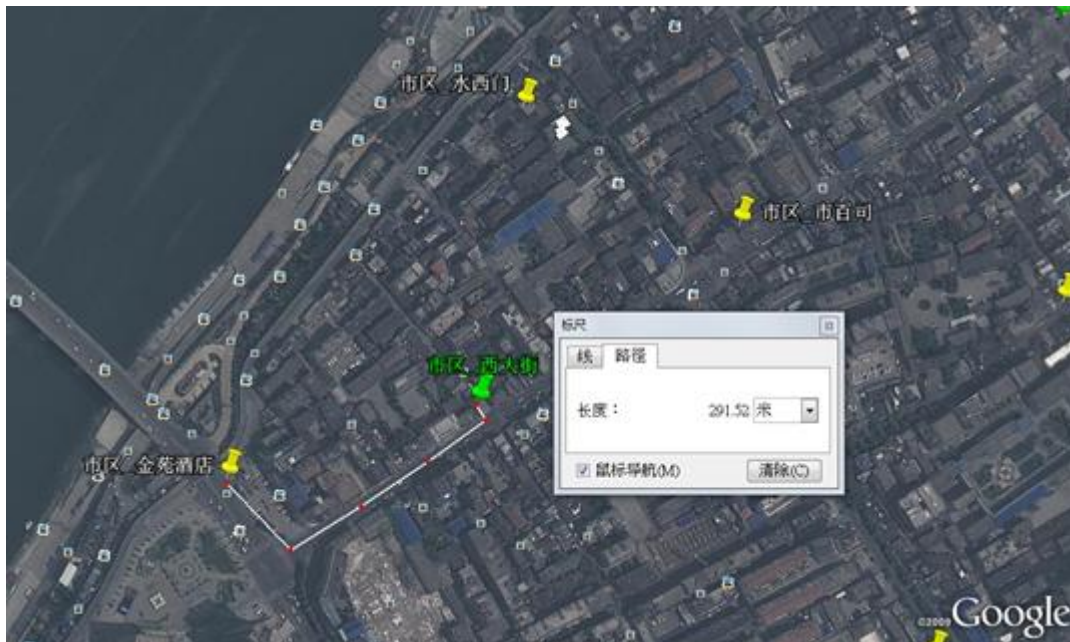 市区_水西门
市区_市百司
标尺
线
路径
市区_西大街
长度：
291.52 米
市区_金苑酒店
鼠标导航(M)
清除(C)
©2009 Google